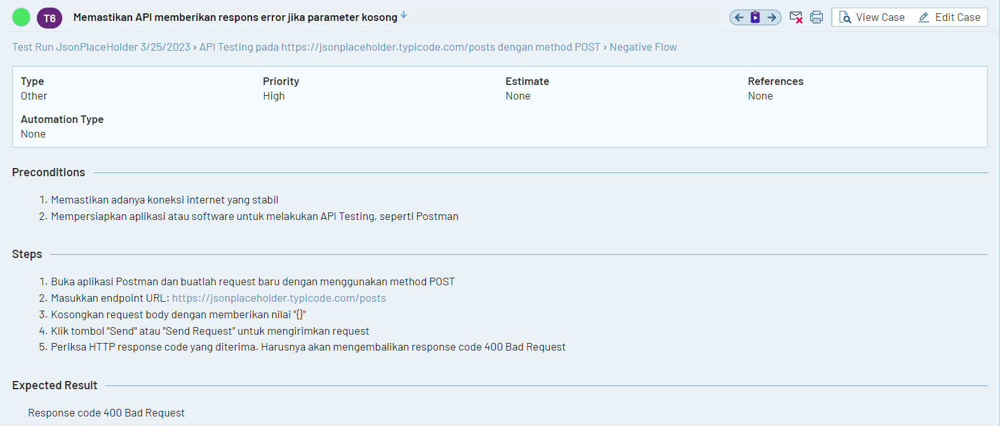 T6 Memastikan API memberikan respons error jika parameter kosong View Case Edit Case
Test Run JsonPlaceHolder 3/25/2023 › API Testing pada https://jsonplaceholder.typicode.com/posts dengan method POST › Negative Flow
Type Priority Estimate References
Other High None None
Automation Type
None
Preconditions
1. Memastikan adanya koneksi internet yang stabil
2. Mempersiapkan aplikasi atau software untuk melakukan API Testing, seperti Postman
Steps
1. Buka aplikasi Postman dan buatlah request baru dengan menggunakan method POST
2. Masukkan endpoint URL: https://jsonplaceholder.typicode.com/posts
3. Kosongkan request body dengan memberikan nilai "{}"
4. Klik tombol "Send" atau "Send Request" untuk mengirimkan request
5. Periksa HTTP response code yang diterima. Harusnya akan mengembalikan response code 400 Bad Request
Expected Result
Response code 400 Bad Request